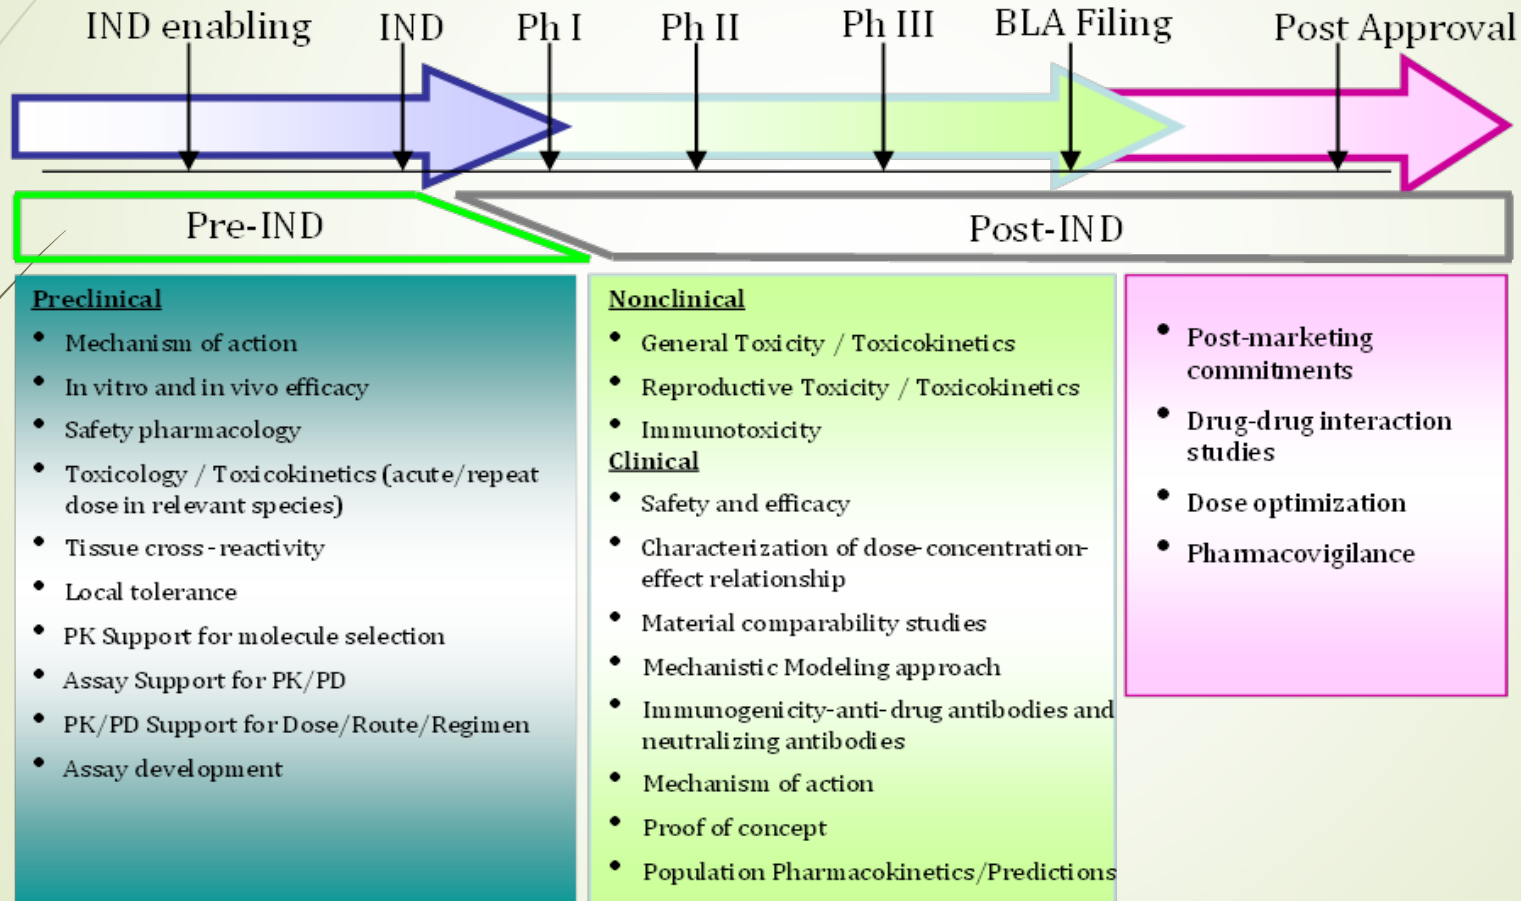 IND enabling IND Ph I Ph II Ph III BLA Filing Post Approval
Pre-IND
Post-IND
Preclinical
• Mechanism of action
• In vitro and in vivo efficacy
• Safety pharmacology
• Toxicology / Toxicokinetics (acute/repeat
dose in relevant species)
• Tissue cross-reactivity
• Local tolerance
• PK Support for molecule selection
• Assay Support for PK/PD
• PK/PD Support for Dose/Route/Regimen
• Assay development
Nonclinical
• General Toxicity / Toxicokinetics
• Reproductive Toxicity / Toxicokinetics
• Immunotoxicity
Clinical
• Safety and efficacy
• Characterization of dose-concentration-
effect relationship
• Material comparability studies
• Mechanistic Modeling approach
• Immunogenicity-anti-drug antibodies and
neutralizing antibodies
• Mechanism of action
• Proof of concept
• Population Pharmacokinetics/Predictions
• Post-marketing
commitments
• Drug-drug interaction
studies
• Dose optimization
• Pharmacovigilance